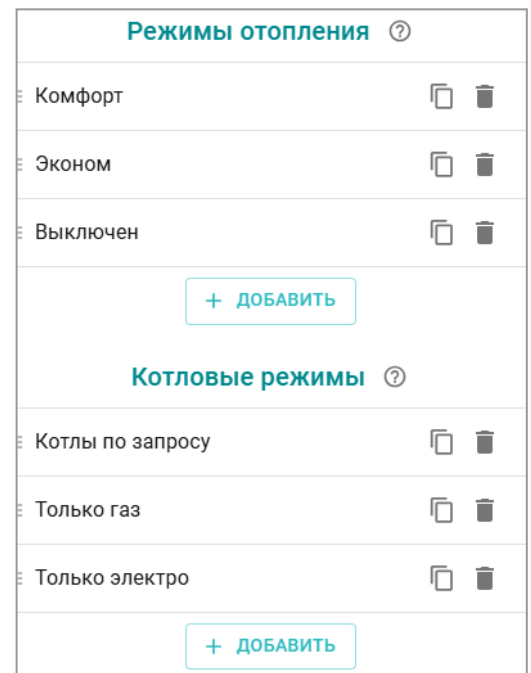 Режимы отопления
Комфорт
Эконом
Выключен
+ ДОБАВИТЬ
Котловые режимы
Котлы по запросу
Только газ
Только электро
+ ДОБАВИТЬ